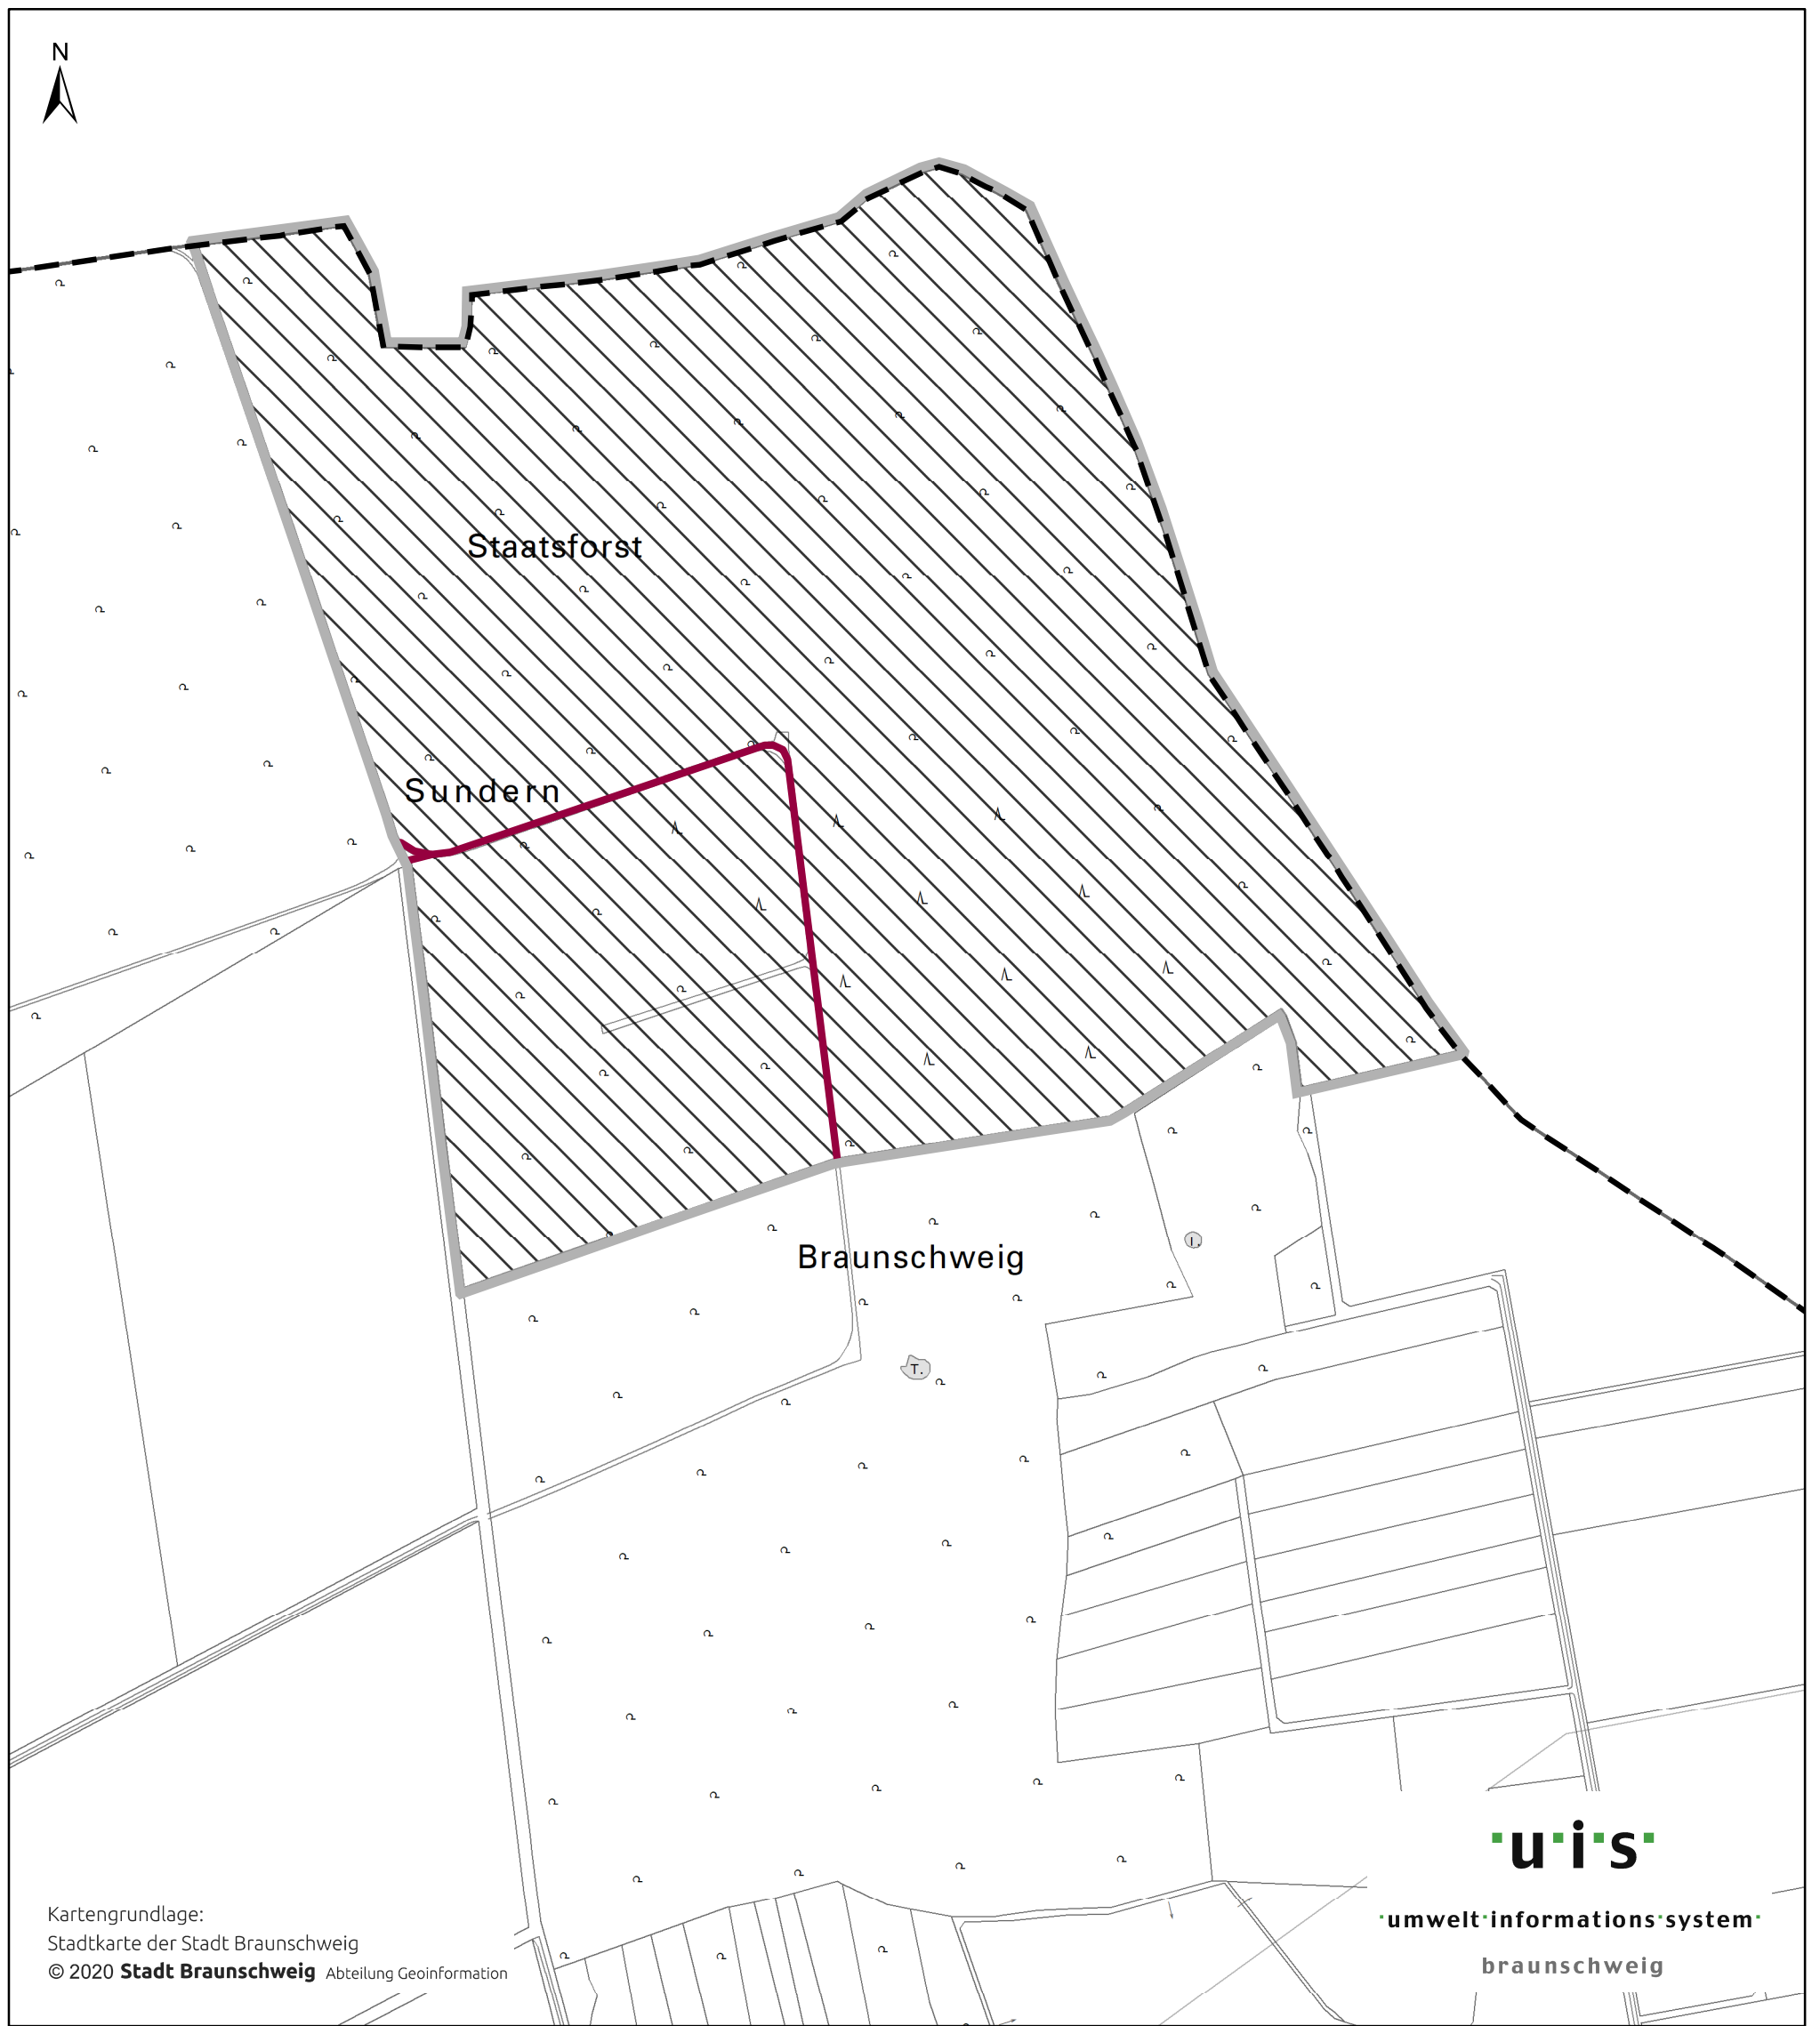 N
Staatsforst
Sundern
Braunschweig
I.
T.
u·i·s
Kartengrundlage:
Stadtkarte der Stadt Braunschweig
© 2020 Stadt Braunschweig Abteilung Geoinformation
·umwelt·informations·system·
braunschweig